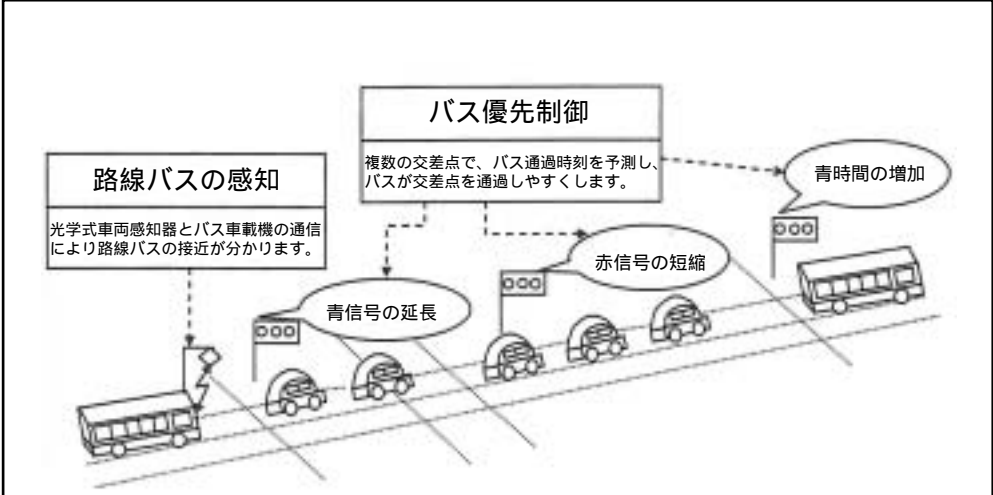 バス優先制御
複数の交差点で、バス通過時刻を予測し、
バスが交差点を通過しやすくします。
路線バスの感知
光学式車両感知器とバス車載機の通信
により路線バスの接近が分かります。
青時間の増加
赤信号の短縮
青信号の延長